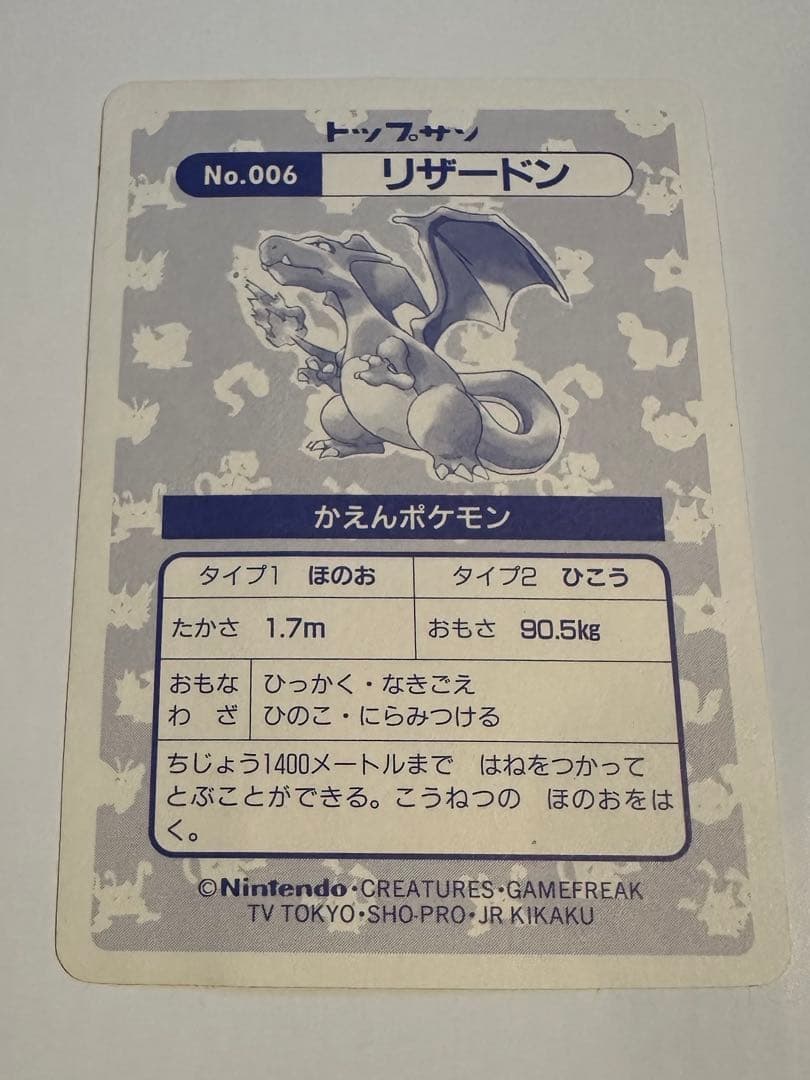 トップサン
No.006 リザードン
かえんポケモン
タイプ1 ほのお タイプ2 ひこう
たかさ 1.7m おもさ 90.5kg
おもな ひっかく・なきごえ
わ ざ ひのこ・にらみつける
ちじょう1400メートルまで はねをつかって
とぶことができる。こうねつの ほのおをは
く。
©Nintendo・CREATURES・GAMEFREAK
TV TOKYO・SHO-PRO・JR KIKAKU